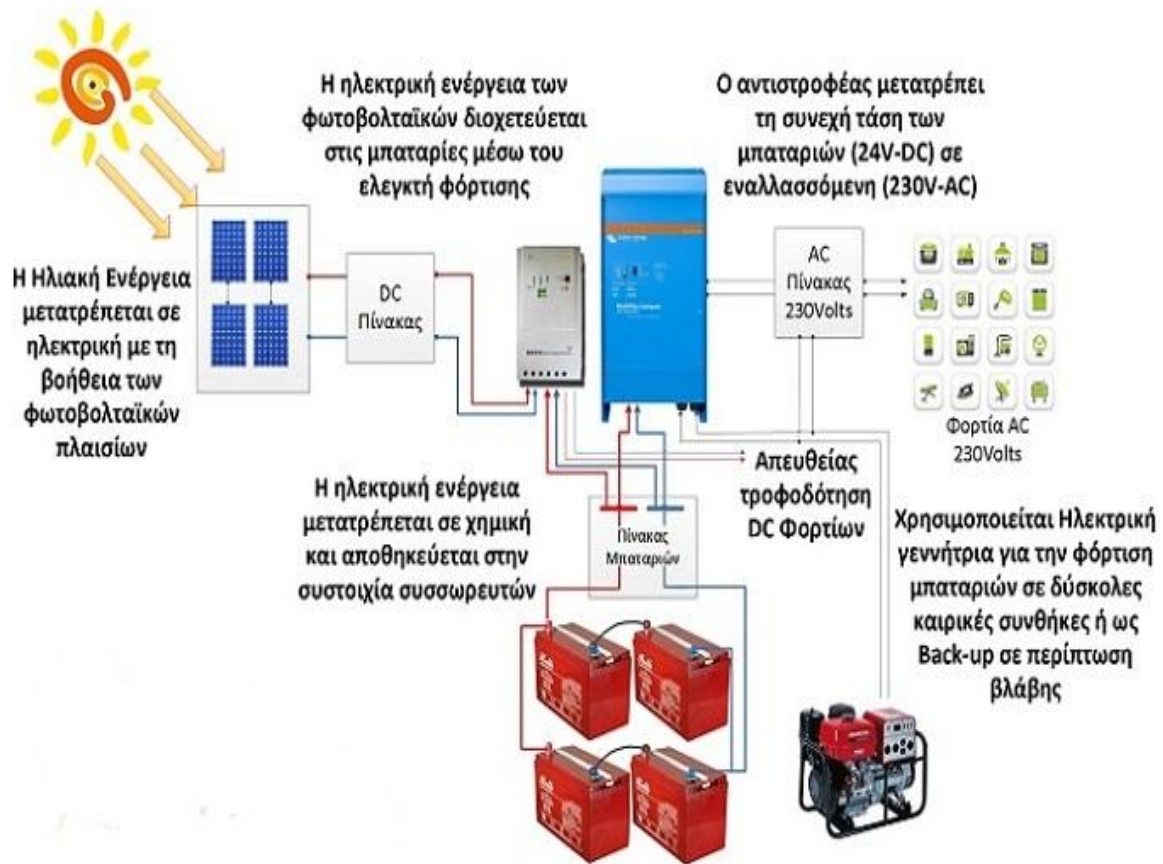 Η ηλεκτρική ενέργεια των
φωτοβολταϊκών διοχετεύεται
στις μπαταρίες μέσω του
ελεγκτή φόρτισης
Ο αντιστροφέας μετατρέπει
τη συνεχή τάση των
μπαταριών (24V-DC) σε
εναλλασσόμενη (230V-AC)
Η Ηλιακή Ενέργεια
μετατρέπεται σε
ηλεκτρική με τη
βοήθεια των
φωτοβολταϊκών
πλαισίων
DC
Πίνακας
AC
Πίνακας
230Volts
Φορτία AC
230Volts
Η ηλεκτρική ενέργεια
μετατρέπεται σε χημική
και αποθηκεύεται στην
συστοιχία συσσωρευτών
Πίνακας
Μπαταριών
Απευθείας
τροφοδότηση
DC Φορτίων
Χρησιμοποιείται Ηλεκτρική
γεννήτρια για την φόρτιση
μπαταριών σε δύσκολες
καιρικές συνθήκες ή ως
Back-up σε περίπτωση
βλάβης